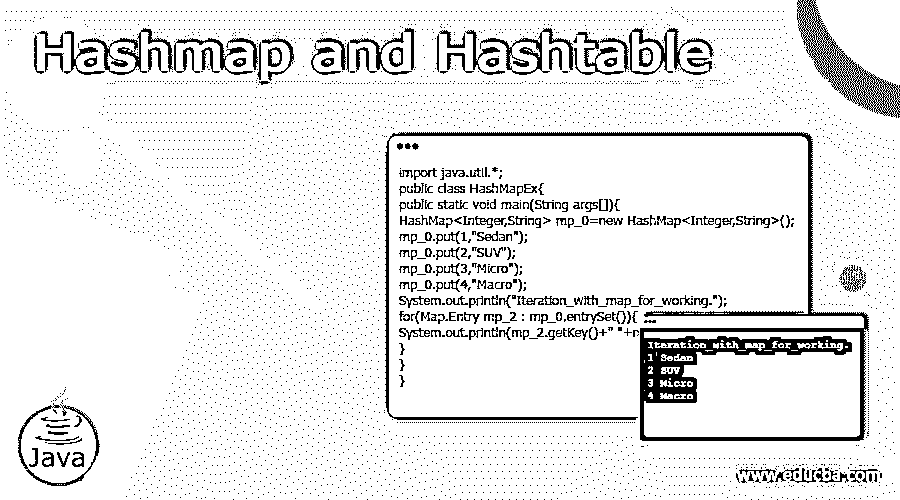 Hashmap and Hashtable
import java.util.*;
public class HashMapEx{
public static void main(String args[]){
HashMap<Integer,String> mp_0=new HashMap<Integer,String>();
mp_0.put(1,"Sedan");
mp_0.put(2,"SUV");
mp_0.put(3,"Micro");
mp_0.put(4,"Macro");
System.out.println("Iteration_with_map_for_working.");
for(Map.Entry mp_2 : mp_0.entrySet()){
System.out.println(mp_2.getKey()+" "+
}
}
}
Iteration_with_map_for_working.
1 Sedan
2 SUV
3 Micro
4 Macro
Java
www.educba.com